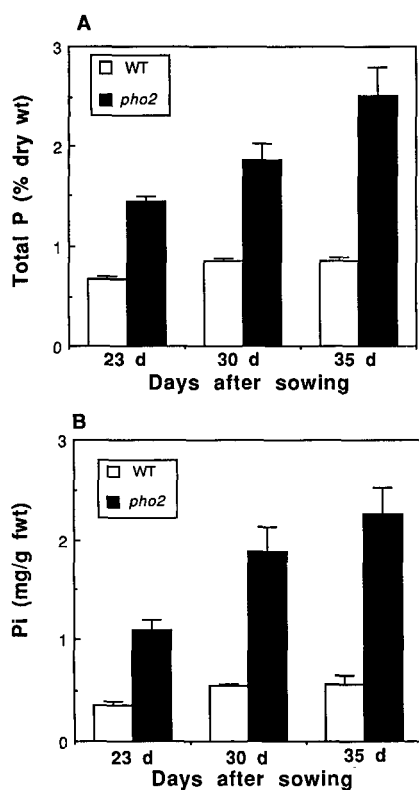 A
WT
pho2
Total P (% dry wt)
3
2
1
0
23 d 30 d 35 d
Days after sowing
B
WT
pho2
Pi (mg/g fwt)
3
2
1
0
23 d 30 d 35 d
Days after sowing